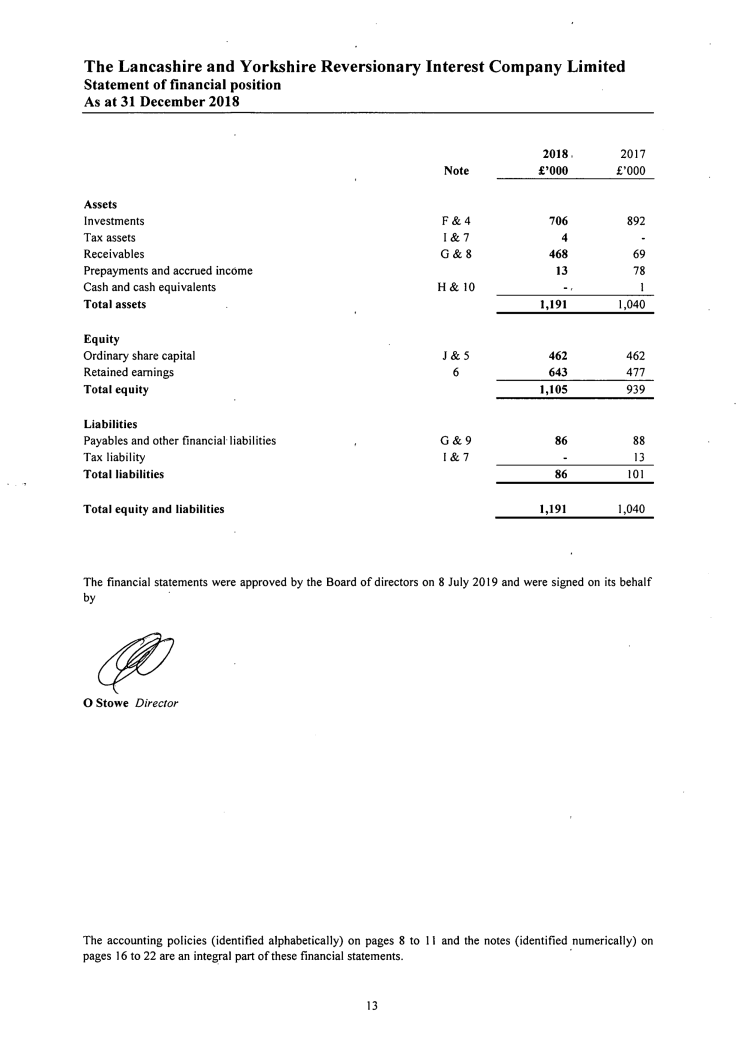 The Lancashire and Yorkshire Reversionary Interest Company Limited
Statement of financial position
As at 31 December 2018
2018 2017
Note £'000 £'000
Assets
Investments F & 4 706 892
Tax assets I & 7 4 -
Receivables G & 8 468 69
Prepayments and accrued income 13 78
Cash and cash equivalents H & 10 - 1
Total assets 1,191 1,040
Equity
Ordinary share capital J & 5 462 462
Retained earnings 6 643 477
Total equity 1,105 939
Liabilities
Payables and other financial liabilities G & 9 86 88
Tax liability I & 7 - 13
Total liabilities 86 101
Total equity and liabilities 1,191 1,040
The financial statements were approved by the Board of directors on 8 July 2019 and were signed on its behalf
by
O Stowe Director
The accounting policies (identified alphabetically) on pages 8 to 11 and the notes (identified numerically) on
pages 16 to 22 are an integral part of these financial statements.
13